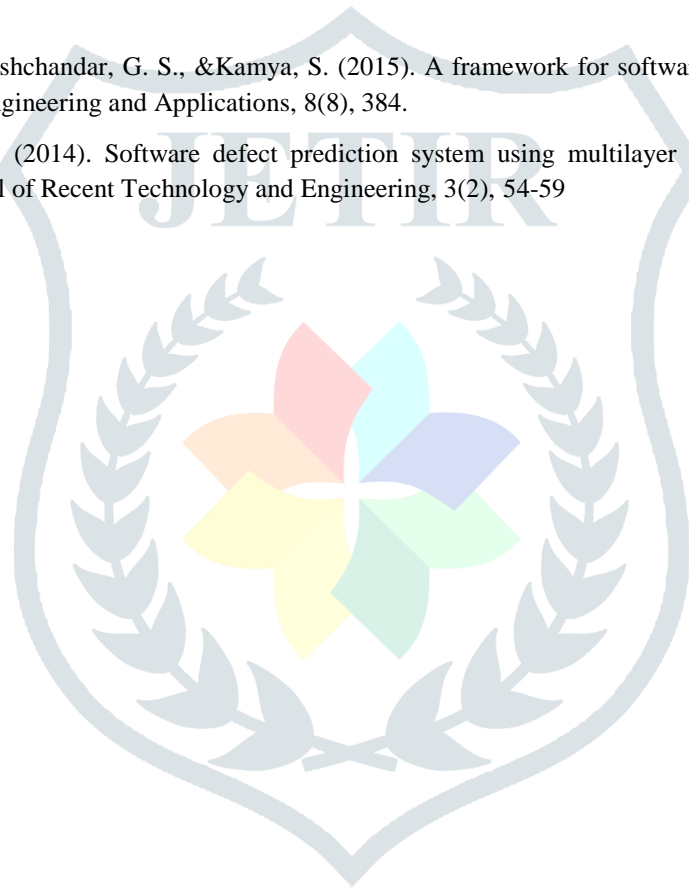 shchandar, G. S., &Kamya, S. (2015). A framework for softwar
gineering and Applications, 8(8), 384.
(2014). Software defect prediction system using multilayer
l of Recent Technology and Engineering, 3(2), 54-59
JETIR